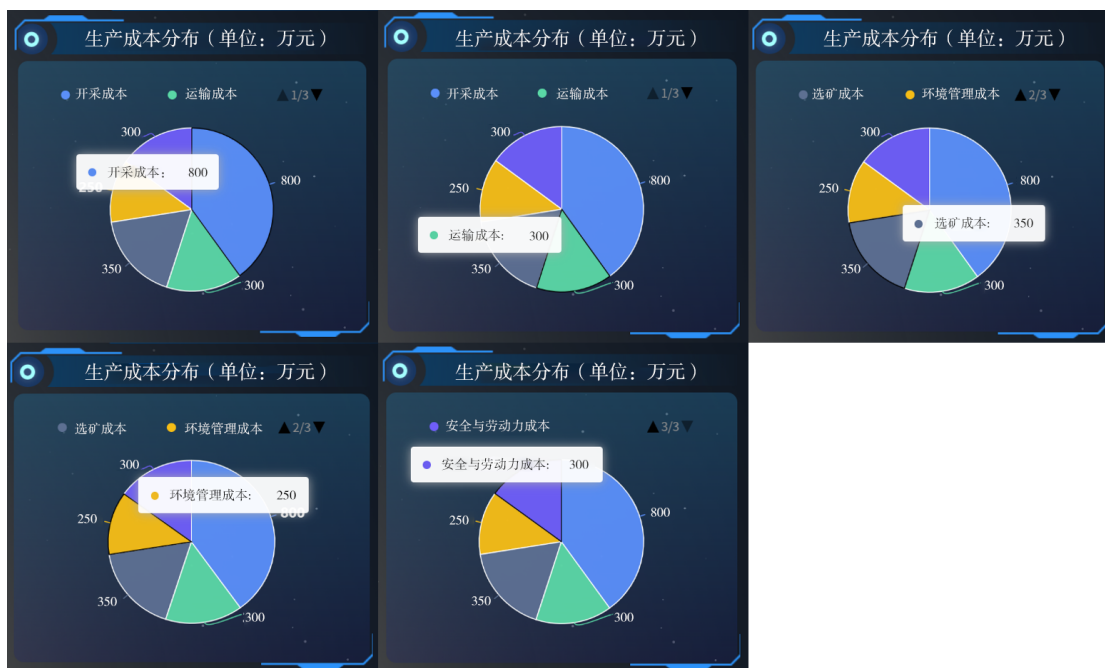 生产成本分布（单位：万元）
开采成本 运输成本 ▲1/3▼
300
开采成本： 800
800
250
350
300
生产成本分布（单位：万元）
开采成本 运输成本 ▲1/3▼
800
250
运输成本: 300
350
300
生产成本分布（单位：万元）
选矿成本 环境管理成本 ▲2/3▼
300
800
250
选矿成本: 350
350
300
生产成本分布（单位：万元）
选矿成本 环境管理成本 ▲2/3▼
300
环境管理成本: 250
800
250
350
300
生产成本分布（单位：万元）
安全与劳动力成本 ▲3/3▼
安全与劳动力成本: 300
800
250
350
300